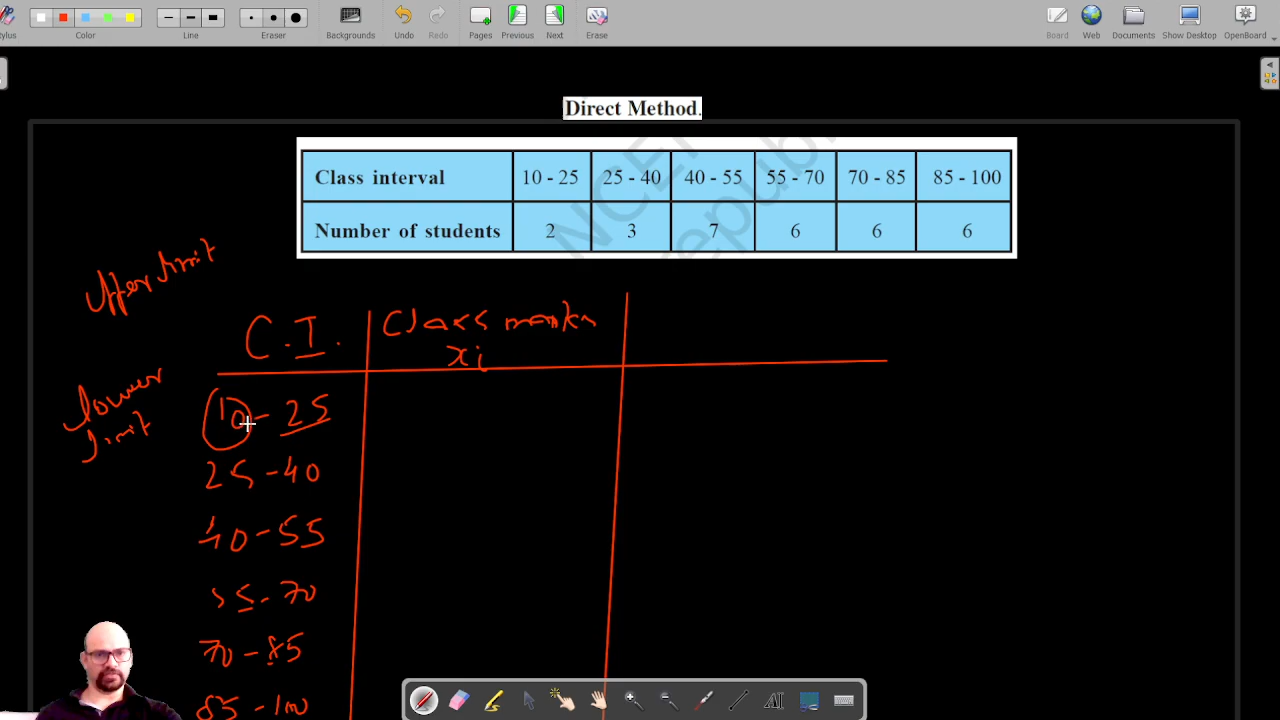 Stylus
Color
Line
Eraser
Backgrounds
Undo
Redo
Pages
Previous
Next
Erase
Board
Web
Documents
Show Desktop
OpenBoard
Direct Method.
Class interval 10 - 25 25 - 40 40 - 55 55 - 70 70 - 85 85 - 100
Number of students 2 3 7 6 6 6
Upper limit
C.I. Class marks
xi
lower
limit
10 - 25
25 - 40
40 - 55
55 - 70
70 - 85
85 - 100